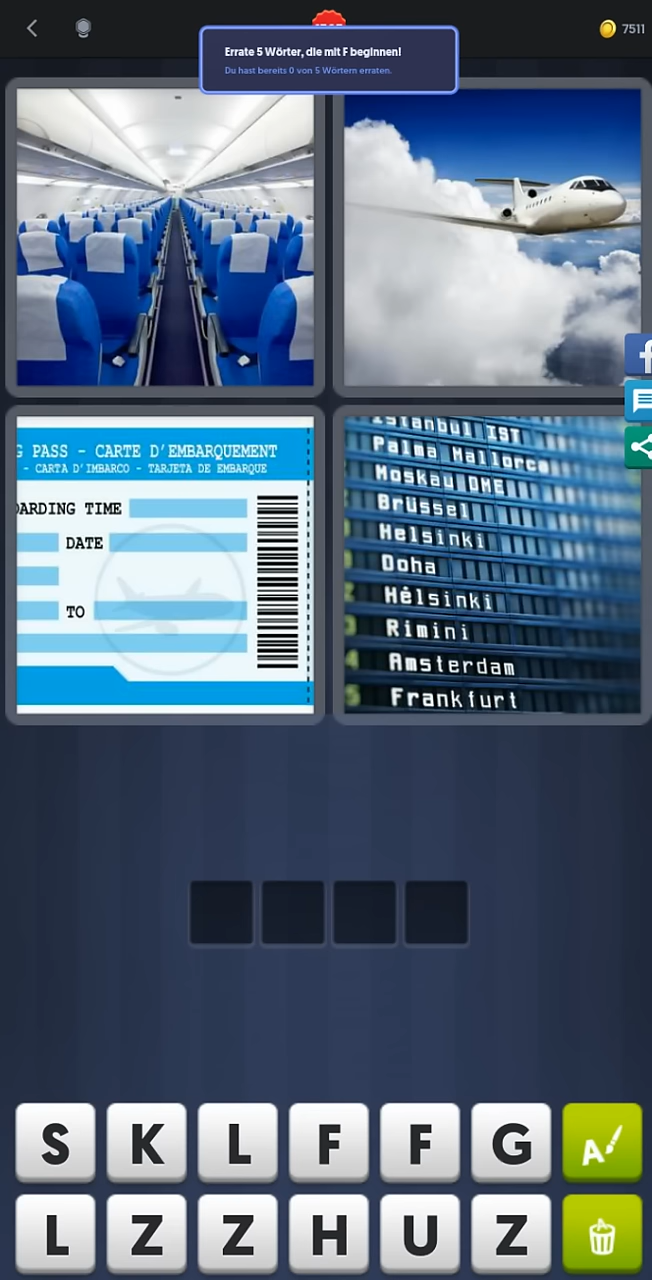 Errate 5 Wörter, die mit F beginnen!
7511
Du hast bereits 0 von 5 Wörtern erraten.
G PASS - CARTE D'EMBARQUEMENT
- CARTA D'IMBARCO - TARJETA DE EMBARQUE
OARDING TIME
DATE
TO
Istanbul IST
Palma Mallorca
Moskau DME
Brüssel
Helsinki
Doha
Helsinki
Rimini
Amsterdam
Frankfurt
S K L F F G A
L Z Z H U Z